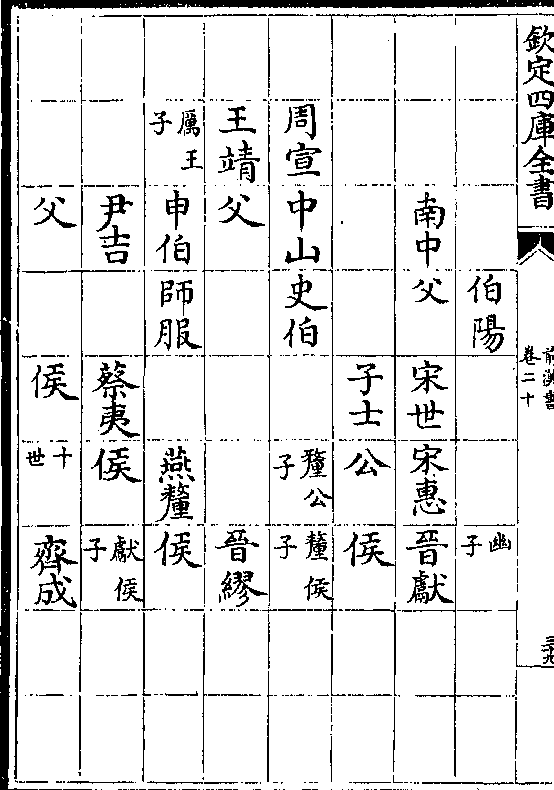 欽定四庫全書
前漢書
卷二十
伯陽 幽子
南中 父 宋世 宋惠 晉獻
子士 公 侯
周宣 中山 史伯 釐公子 釐侯子
王靖 父 晉繆
厲王子 申伯 師服 燕釐 侯
尹吉 蔡夷 侯 獻侯子
父 侯 十世 齊成